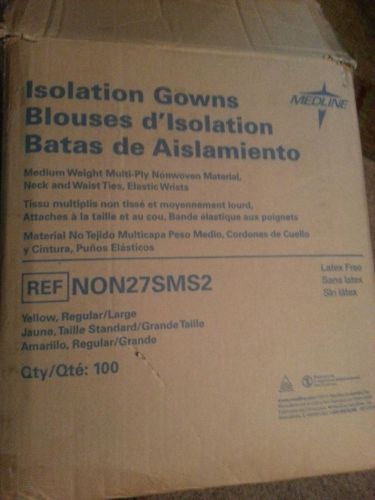 Isolation Gowns
Blouses d'Isolation
Batas de Aislamiento
MEDLINE
Medium Weight Multi-Ply Nonwoven Material,
Neck and Waist Ties, Elastic Wrists
Tissu multiplis non tissé et moyennement lourd,
Attaches à la taille et au cou, Bande élastique aux poignets
Material No Tejido Multicapa Peso Medio, Cordones de Cuello
y Cintura, Puños Elásticos
Latex Free
Sans latex
Sin látex
REF NON27SMS2
Yellow, Regular/Large
Jaune, Taille Standard/Grande Taille
Amarillo, Regular/Grande
Qty/Qté: 100